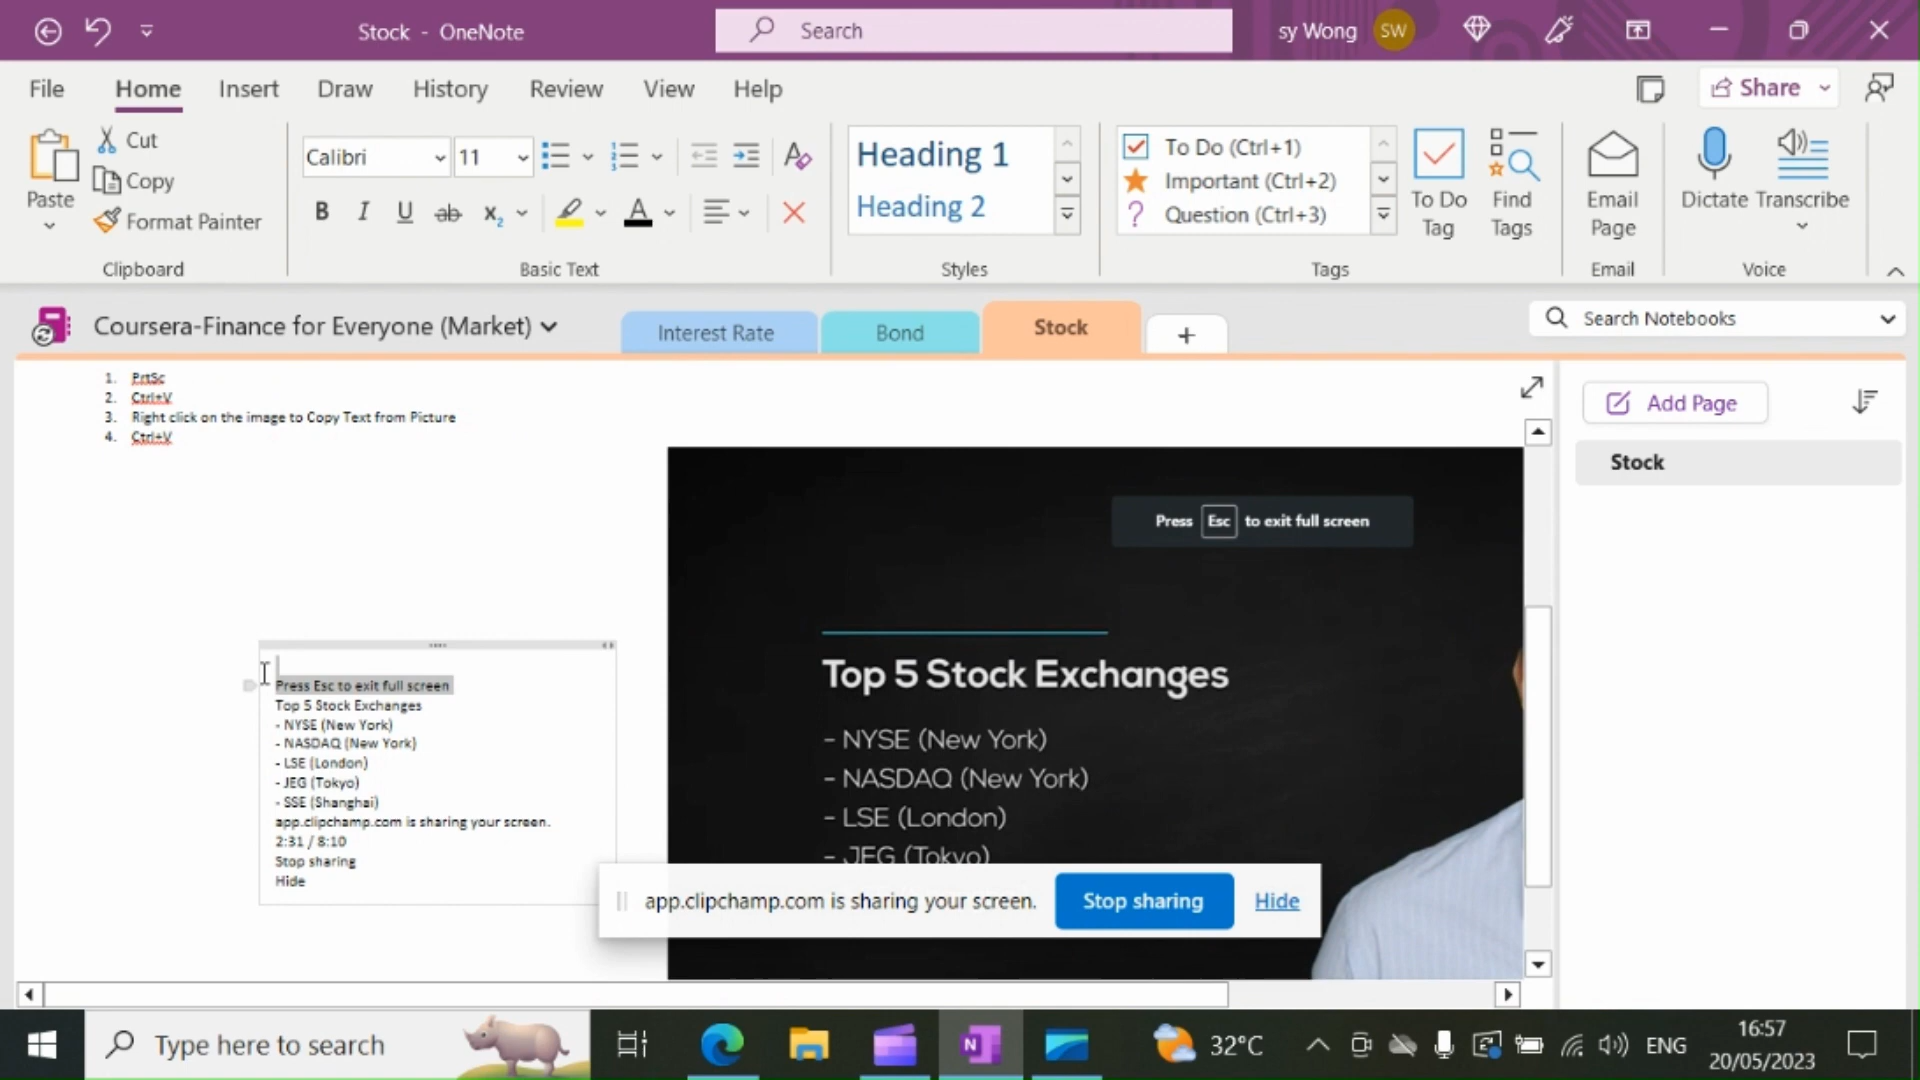 Stock - OneNote
Search
sy Wong
SW
File Home Insert Draw History Review View Help
Share
Paste
Cut
Copy
Format Painter
Clipboard
Calibri 11
B I U ab X2 A
Basic Text
Heading 1
Heading 2
Styles
To Do (Ctrl+1)
Important (Ctrl+2)
Question (Ctrl+3)
Tags
To Do Tag
Find Tags
Email Page
Email
Dictate
Transcribe
Voice
Coursera-Finance for Everyone (Market)
Interest Rate
Bond
Stock
+
Search Notebooks
1. PrtSc
2. Ctrl+V
3. Right click on the image to Copy Text from Picture
4. Ctrl+V
Add Page
Stock
Press Esc to exit full screen
Top 5 Stock Exchanges
- NYSE (New York)
- NASDAQ (New York)
- LSE (London)
- JEG (Tokyo)
- SSE (Shanghai)
app.clipchamp.com is sharing your screen.
2:31 / 8:10
Stop sharing
Hide
Press Esc to exit full screen
Top 5 Stock Exchanges
- NYSE (New York)
- NASDAQ (New York)
- LSE (London)
- JEG (Tokyo)
app.clipchamp.com is sharing your screen.
Stop sharing
Hide
Type here to search
N
32°C
ENG
16:57
20/05/2023